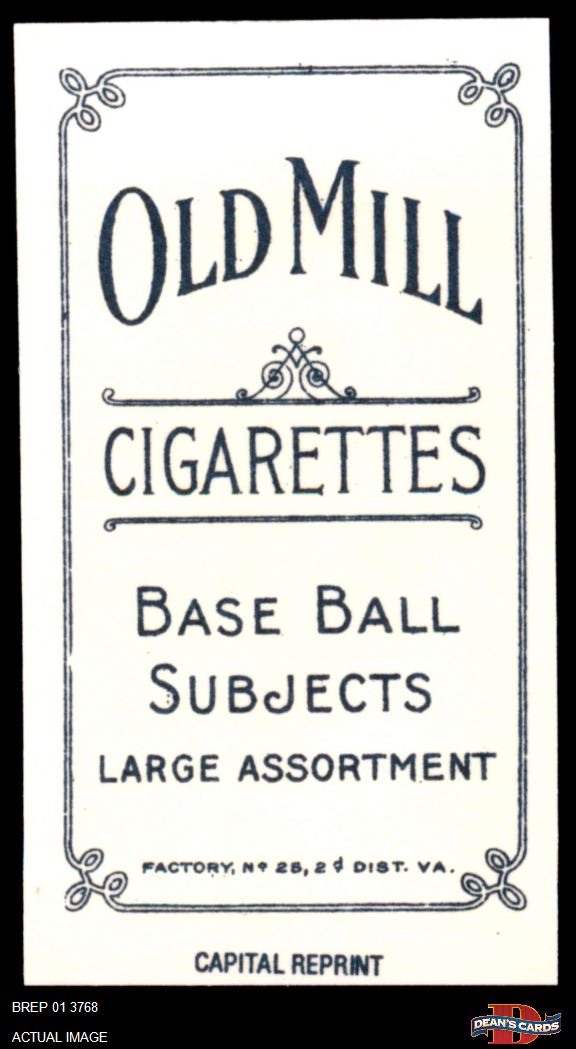 OLD MILL
CIGARETTES
BASE BALL
SUBJECTS
LARGE ASSORTMENT
FACTORY, Nº 25, 2d DIST. VA.
CAPITAL REPRINT
BREP 01 3768
ACTUAL IMAGE
D
DEAN'S CARDS